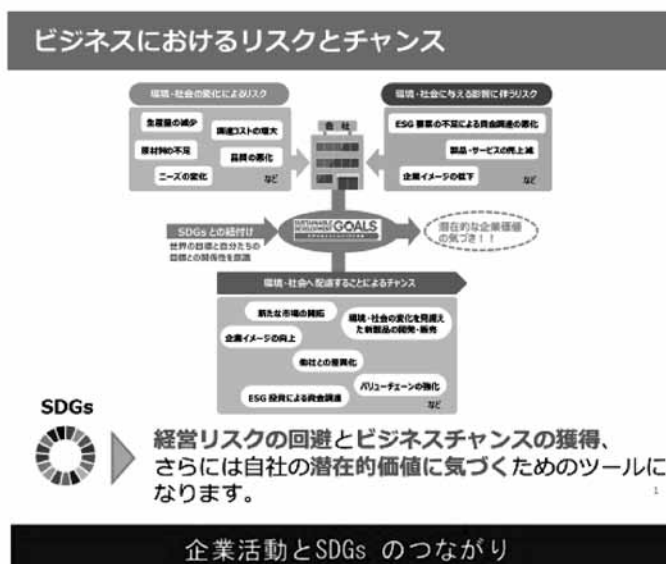 ビジネスにおけるリスクとチャンス
環境・社会の変化によるリスク
生産量の減少
調達コストの増大
原材料の不足
品質の悪化
ニーズの変化
など
会社
環境・社会に与える影響に伴うリスク
ESG 要素の不足による資金調達の悪化
製品・サービスの売上減
企業イメージの低下
など
SDGs との紐付け
世界の目標と自分たちの
目標との関係性を意識
SUSTAINABLE
DEVELOPMENT GOALS
潜在的な企業価値
の気づき！！
環境・社会へ配慮することによるチャンス
新たな市場の開拓
環境・社会の変化を見据え
た新製品の開発・販売
企業イメージの向上
他社との差異化
バリューチェーンの強化
ESG 投資による資金調達
など
SDGs
経営リスクの回避とビジネスチャンスの獲得、
さらには自社の潜在的価値に気づくためのツールに
なります。
1
企業活動とSDGs のつながり